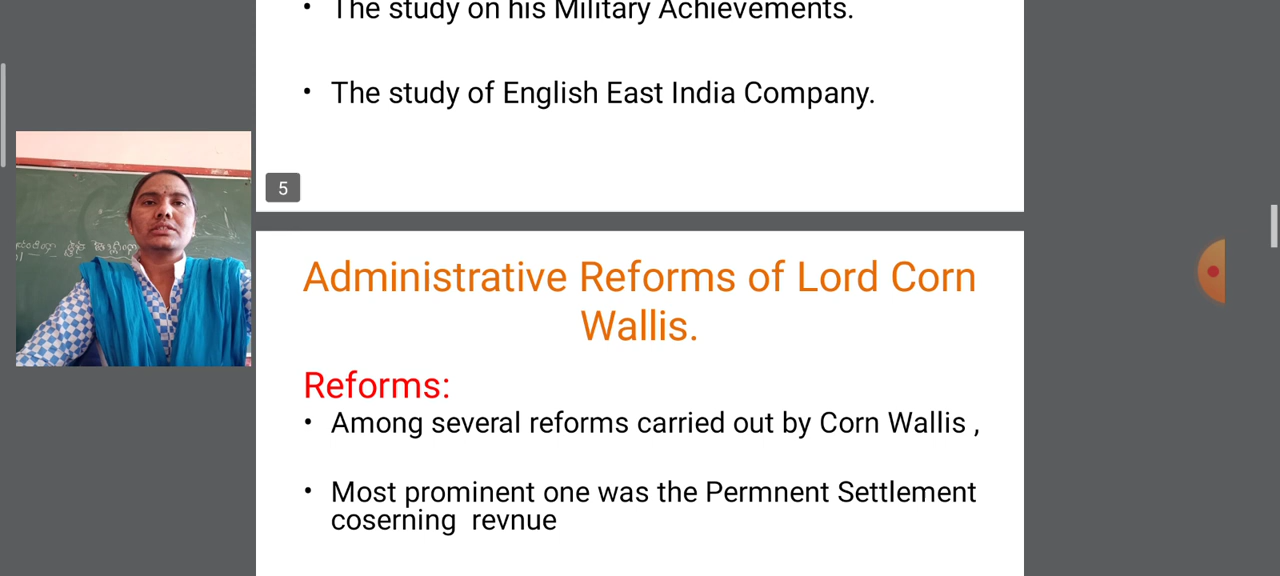 • The study on his Military Achievements.
• The study of English East India Company.
5
Administrative Reforms of Lord Corn
Wallis.
Reforms:
• Among several reforms carried out by Corn Wallis ,
• Most prominent one was the Permnent Settlement
coserning revnue